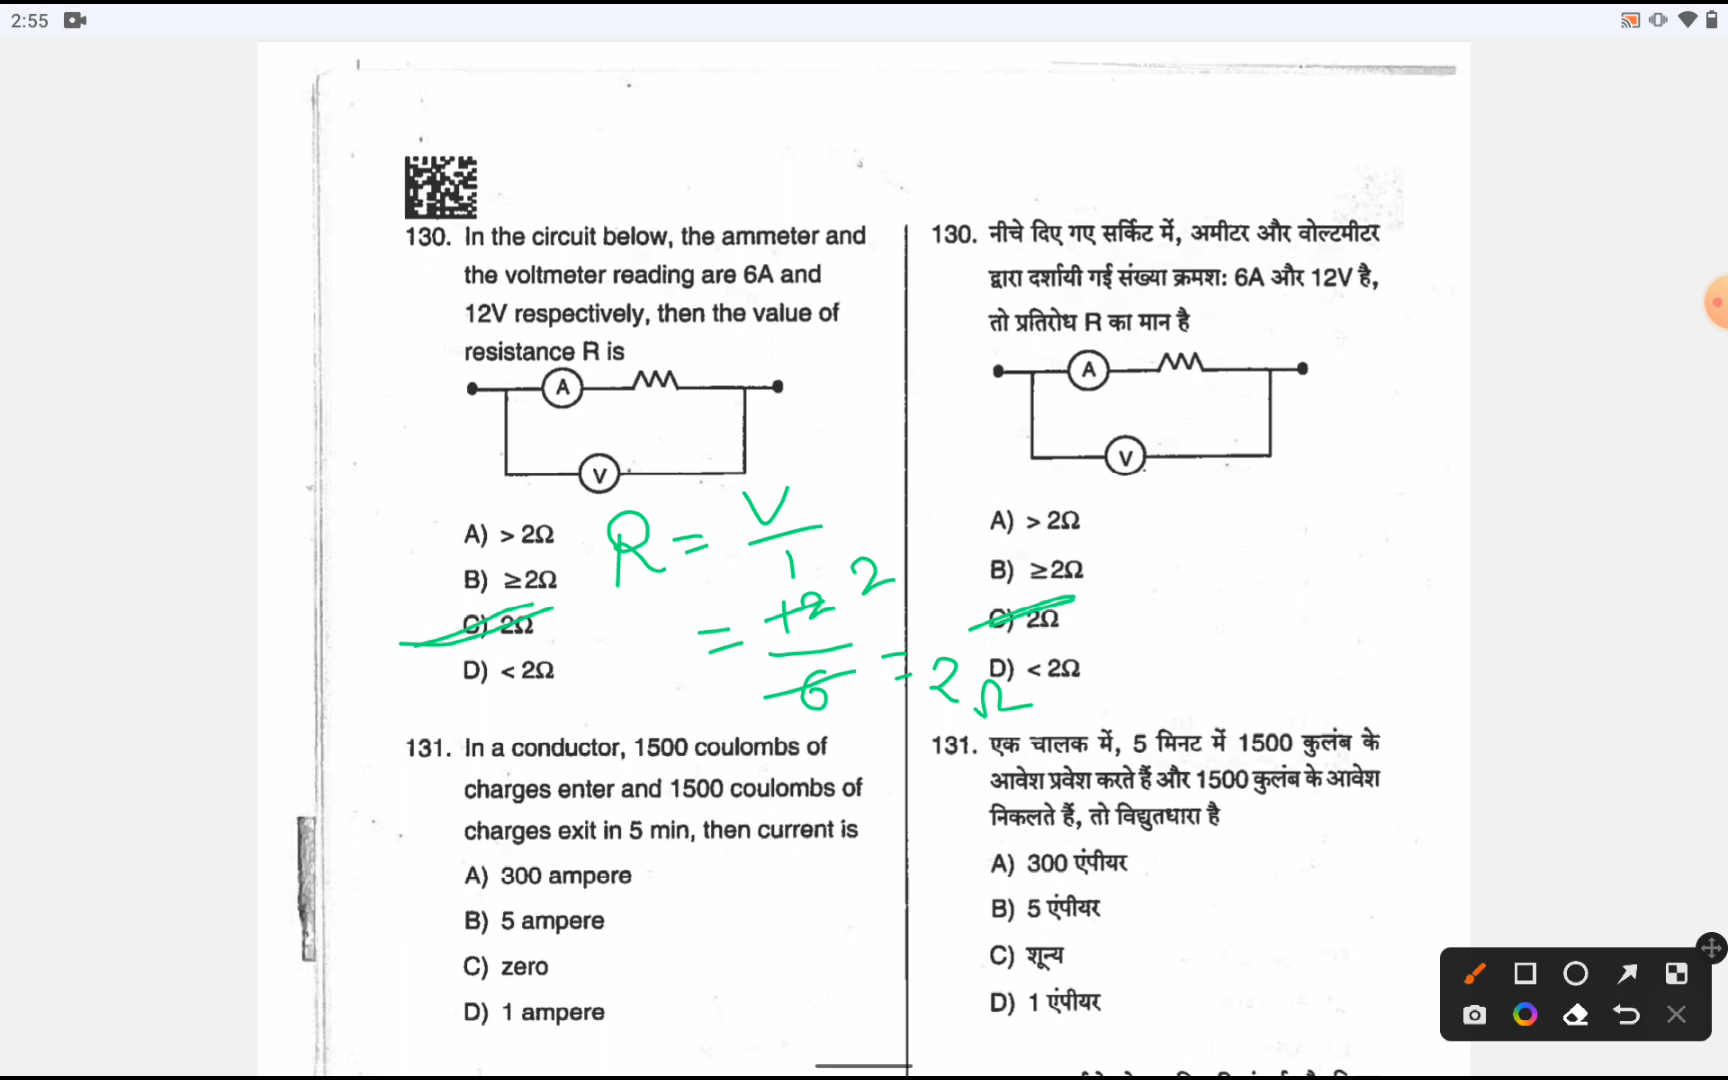 2:55
130. In the circuit below, the ammeter and
the voltmeter reading are 6A and
12V respectively, then the value of
resistance R is
A
V
A) > 2Ω
B) ≥2Ω
C) 2Ω
D) < 2Ω
R = V
I
= 12 2
6
= 2Ω
131. In a conductor, 1500 coulombs of
charges enter and 1500 coulombs of
charges exit in 5 min, then current is
A) 300 ampere
B) 5 ampere
C) zero
D) 1 ampere
130. नीचे दिए गए सर्किट में, अमीटर और वोल्टमीटर
द्वारा दर्शायी गई संख्या क्रमश: 6A और 12V है,
तो प्रतिरोध R का मान है
A
V
A) > 2Ω
B) ≥2Ω
C) 2Ω
D) < 2Ω
131. एक चालक में, 5 मिनट में 1500 कुलंब के
आवेश प्रवेश करते हैं और 1500 कुलंब के आवेश
निकलते हैं, तो विद्युतधारा है
A) 300 एंपीयर
B) 5 एंपीयर
C) शून्य
D) 1 एंपीयर